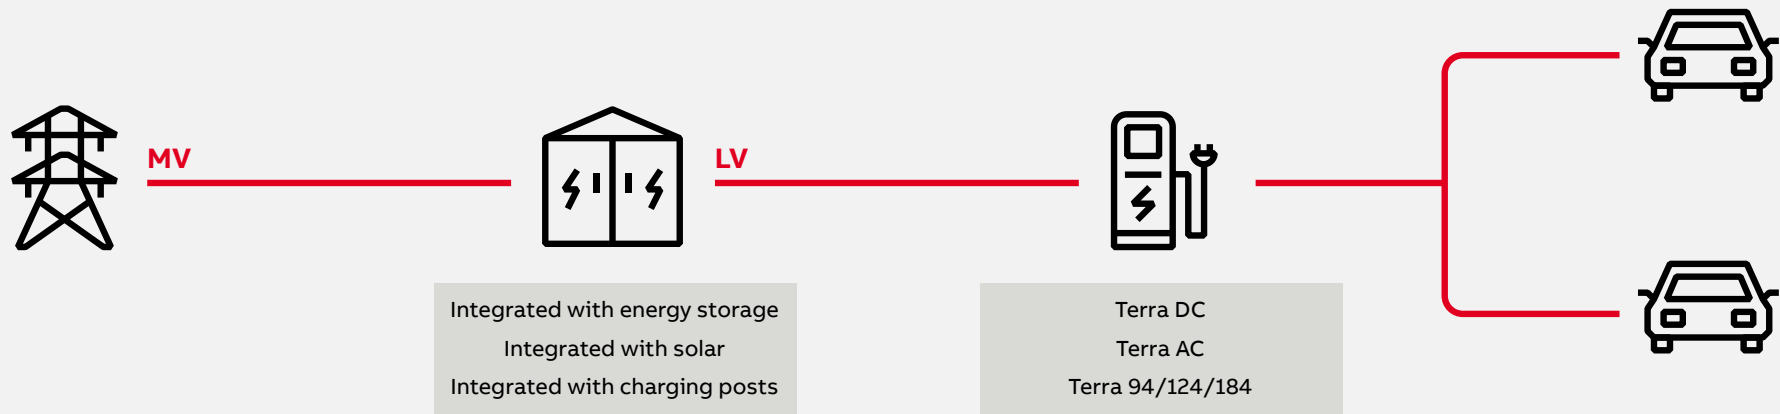 MV
LV
Integrated with energy storage
Integrated with solar
Integrated with charging posts
Terra DC
Terra AC
Terra 94/124/184